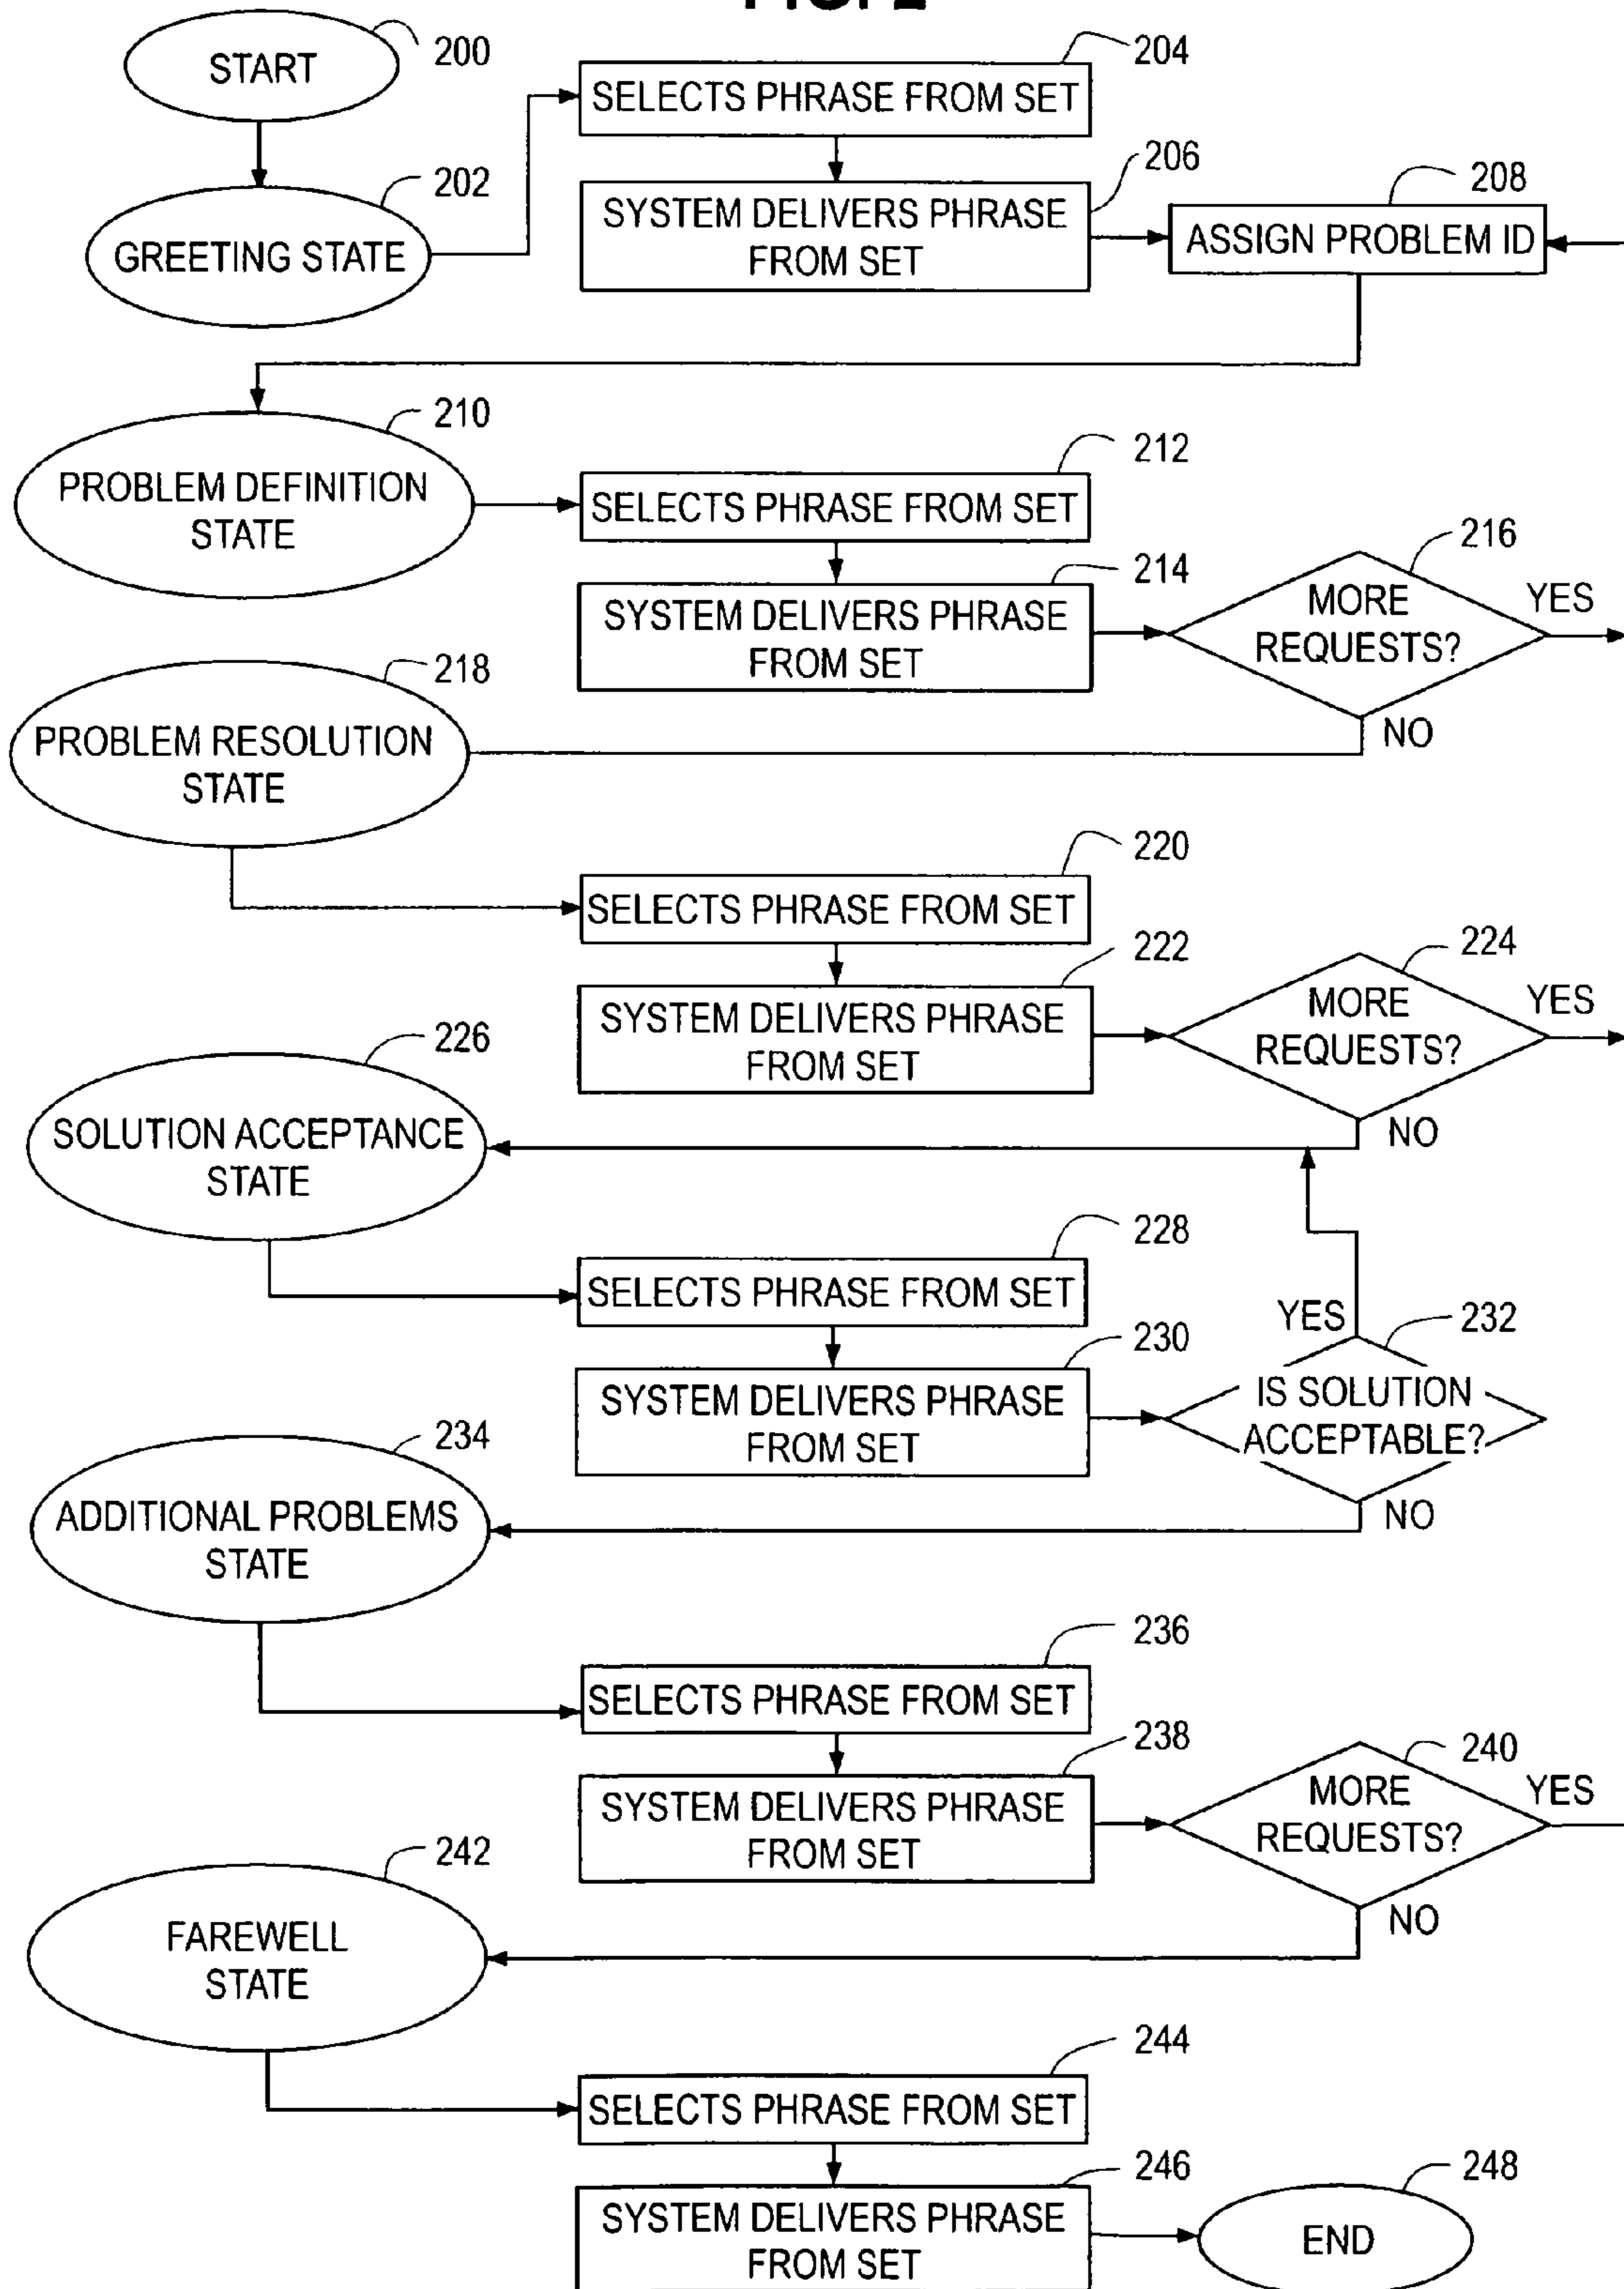 START
200
SELECTS PHRASE FROM SET
204
GREETING STATE
202
SYSTEM DELIVERS PHRASE
FROM SET
206
ASSIGN PROBLEM ID
208
PROBLEM DEFINITION
STATE
210
SELECTS PHRASE FROM SET
212
SYSTEM DELIVERS PHRASE
FROM SET
214
MORE
REQUESTS?
216
YES
NO
PROBLEM RESOLUTION
STATE
218
SELECTS PHRASE FROM SET
220
SYSTEM DELIVERS PHRASE
FROM SET
222
MORE
REQUESTS?
224
YES
NO
SOLUTION ACCEPTANCE
STATE
226
SELECTS PHRASE FROM SET
228
SYSTEM DELIVERS PHRASE
FROM SET
230
YES
232
IS SOLUTION
ACCEPTABLE?
NO
ADDITIONAL PROBLEMS
STATE
234
SELECTS PHRASE FROM SET
236
SYSTEM DELIVERS PHRASE
FROM SET
238
MORE
REQUESTS?
240
YES
NO
FAREWELL
STATE
242
SELECTS PHRASE FROM SET
244
SYSTEM DELIVERS PHRASE
FROM SET
246
END
248